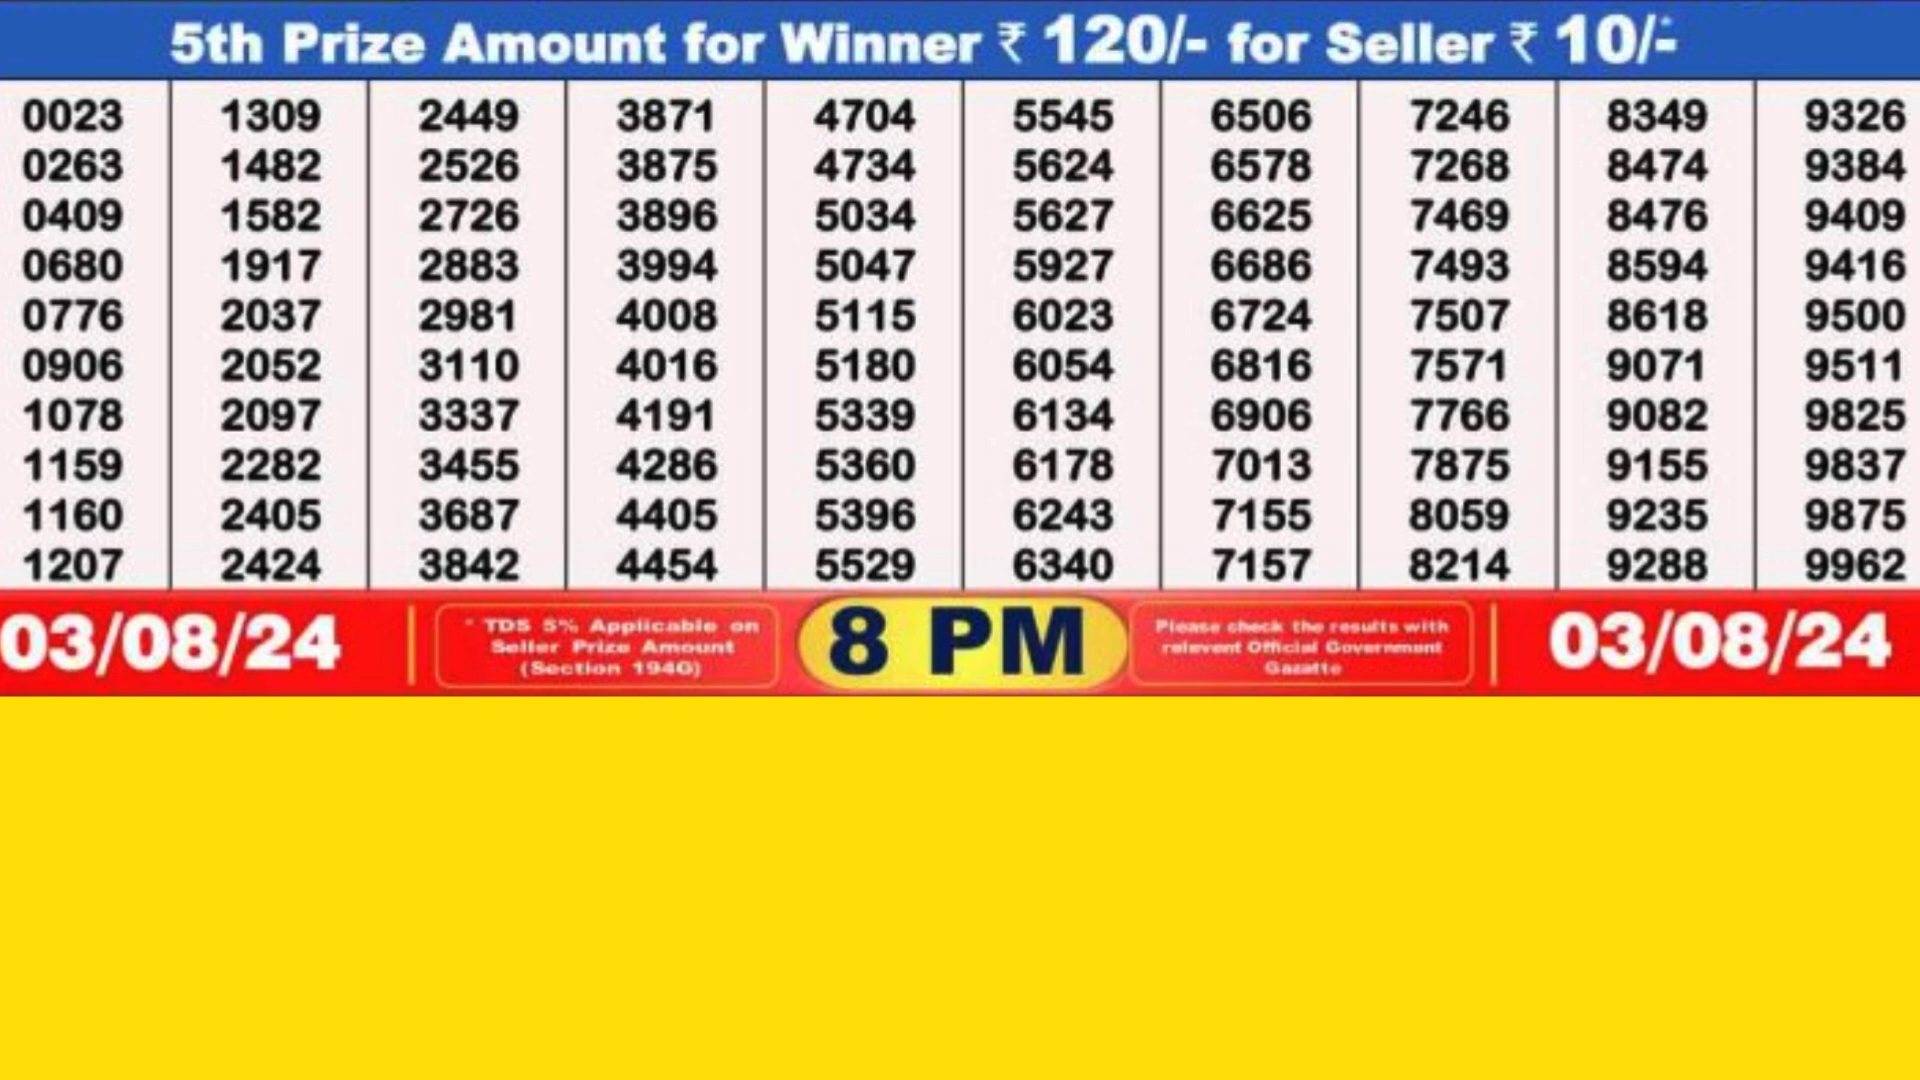 5th Prize Amount for Winner ₹ 120/- for Seller ₹ 10/-*
0023 1309 2449 3871 4704 5545 6506 7246 8349 9326
0263 1482 2526 3875 4734 5624 6578 7268 8474 9384
0409 1582 2726 3896 5034 5627 6625 7469 8476 9409
0680 1917 2883 3994 5047 5927 6686 7493 8594 9416
0776 2037 2981 4008 5115 6023 6724 7507 8618 9500
0906 2052 3110 4016 5180 6054 6816 7571 9071 9511
1078 2097 3337 4191 5339 6134 6906 7766 9082 9825
1159 2282 3455 4286 5360 6178 7013 7875 9155 9837
1160 2405 3687 4405 5396 6243 7155 8059 9235 9875
1207 2424 3842 4454 5529 6340 7157 8214 9288 9962
03/08/24
* TDS 5% Applicable on
Seller Prize Amount
(Section 194G)
8 PM
Please check the results with
relevent Official Government
Gazatte
03/08/24